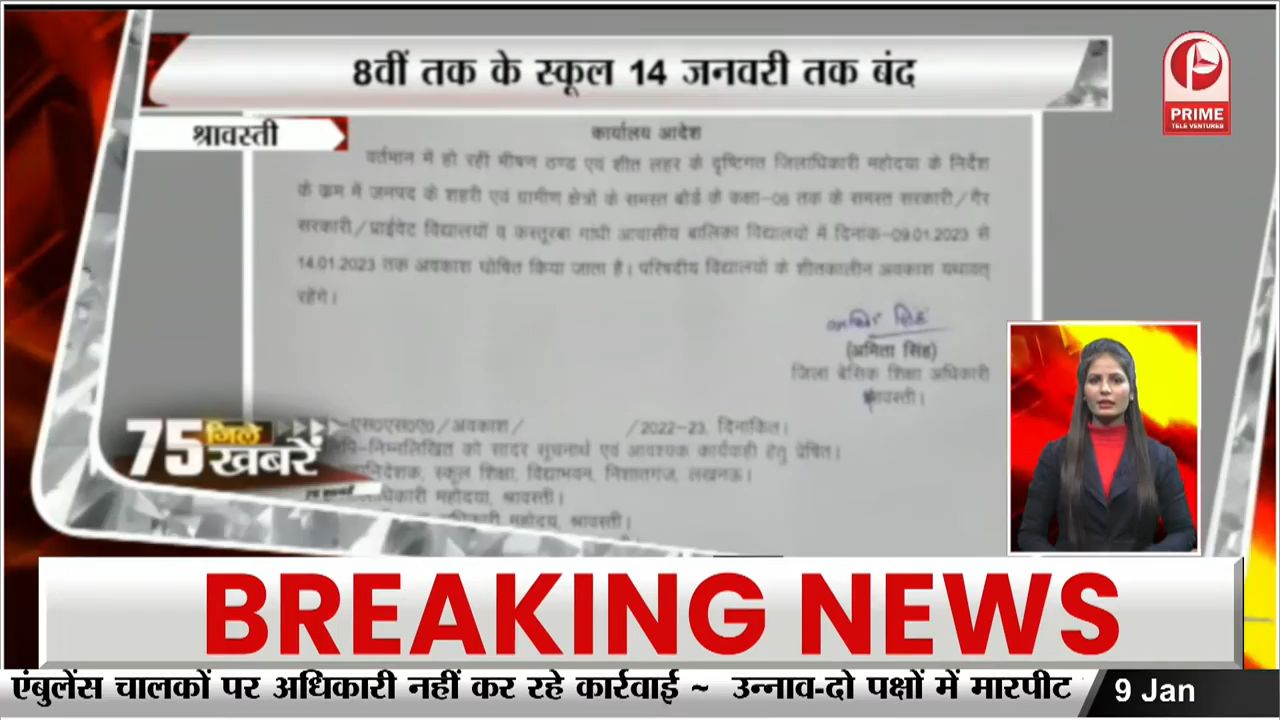 8वीं तक के स्कूल 14 जनवरी तक बंद
PRIME
TELE VENTURES
श्रावस्ती
कार्यालय आदेश
वर्तमान में हो रही भीषण ठण्ड एवं शीत लहर के दृष्टिगत जिलाधिकारी महोदया के निर्देश
के क्रम में जनपद के शहरी एवं ग्रामीण क्षेत्रों के समस्त बोर्ड के कक्षा-08 तक के समस्त सरकारी/गैर
सरकारी/प्राईवेट विद्यालयों व कस्तूरबा गांधी आवासीय बालिका विद्यालयों में दिनांक-09.01.2023 से
14.01.2023 तक अवकाश घोषित किया जाता है। परिषदीय विद्यालयों के शीतकालीन अवकाश यथावत्
रहेंगे।
(अमिता सिंह)
जिला बेसिक शिक्षा अधिकारी
श्रावस्ती।
एस0एस0ए0/अवकाश/ /2022-23, दिनांकित।
निम्नलिखित को सादर सूचनार्थ एवं आवश्यक कार्यवाही हेतु प्रेषित।
स्कूल शिक्षा, विद्याभवन, निशातगंज, लखनऊ।
महोदया, श्रावस्ती।
महोदय, श्रावस्ती।
75 जिले
खबरें
BREAKING NEWS
एंबुलेंस चालकों पर अधिकारी नहीं कर रहे कार्रवाई ~ उन्नाव-दो पक्षों में मारपीट
9 Jan